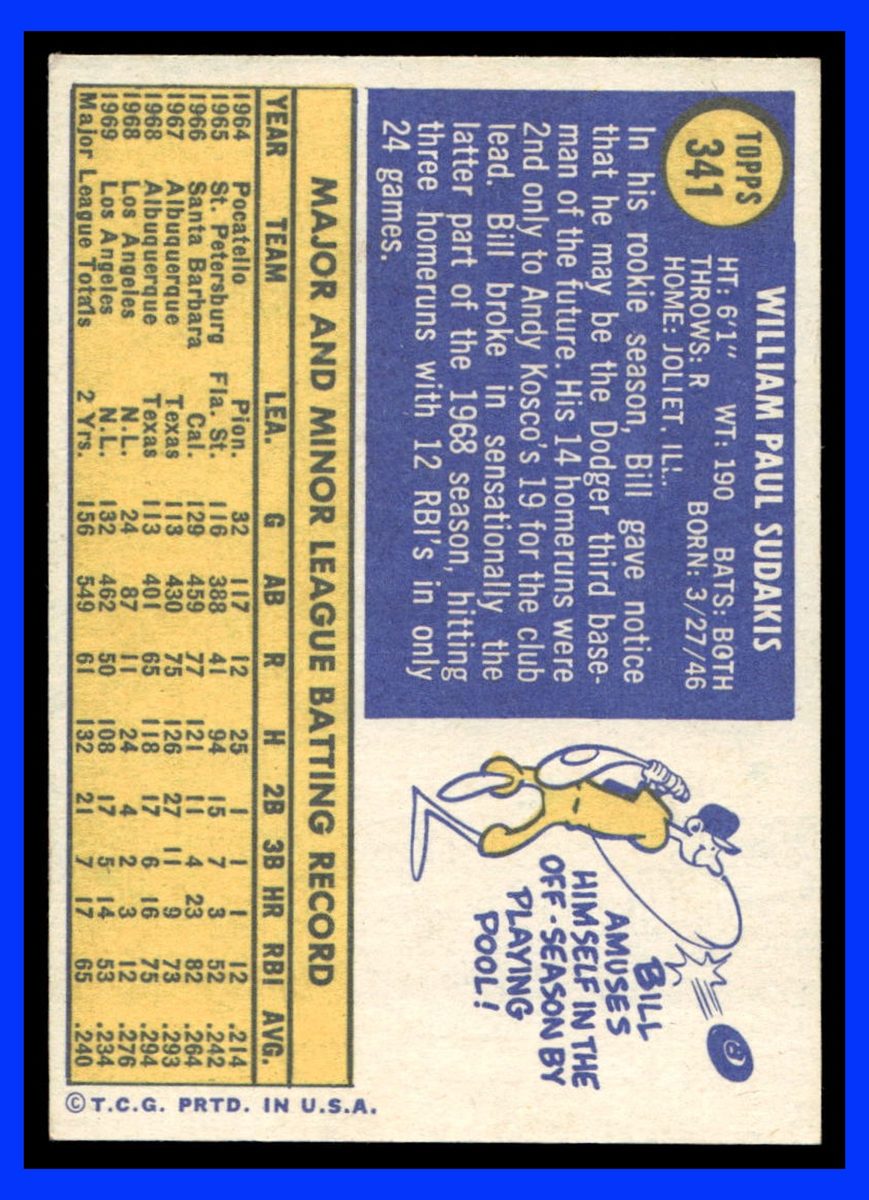 TOPPS
341
WILLIAM PAUL SUDAKIS
HT: 6'1" WT: 190 BATS: BOTH
THROWS: R BORN: 3/27/46
HOME: JOLIET, ILL.
In his rookie season, Bill gave notice
that he may be the Dodger third base-
man of the future. His 14 homeruns were
2nd only to Andy Kosco's 19 for the club
lead. Bill broke in sensationally the
latter part of the 1968 season, hitting
three homeruns with 12 RBI's in only
24 games.
BILL
AMUSES
HIMSELF IN THE
OFF-SEASON BY
PLAYING
POOL!
8
MAJOR AND MINOR LEAGUE BATTING RECORD
YEAR TEAM LEA. G AB R H 2B 3B HR RBI AVG.
1964 Pocatello Pion. 32 117 12 25 1 1 1 12 .214
1965 St. Petersburg Fla. St. 116 388 41 94 15 7 3 52 .242
1966 Santa Barbara Cal. 129 459 77 121 11 4 23 82 .264
1967 Albuquerque Texas 113 430 75 126 27 11 9 73 .293
1968 Albuquerque Texas 113 401 65 118 17 6 16 75 .294
1968 Los Angeles N.L. 24 87 11 24 4 2 3 12 .276
1969 Los Angeles N.L. 132 462 50 108 17 5 14 53 .234
Major League Totals 2 Yrs. 156 549 61 132 21 7 17 65 .240
© T.C.G. PRTD. IN U.S.A.